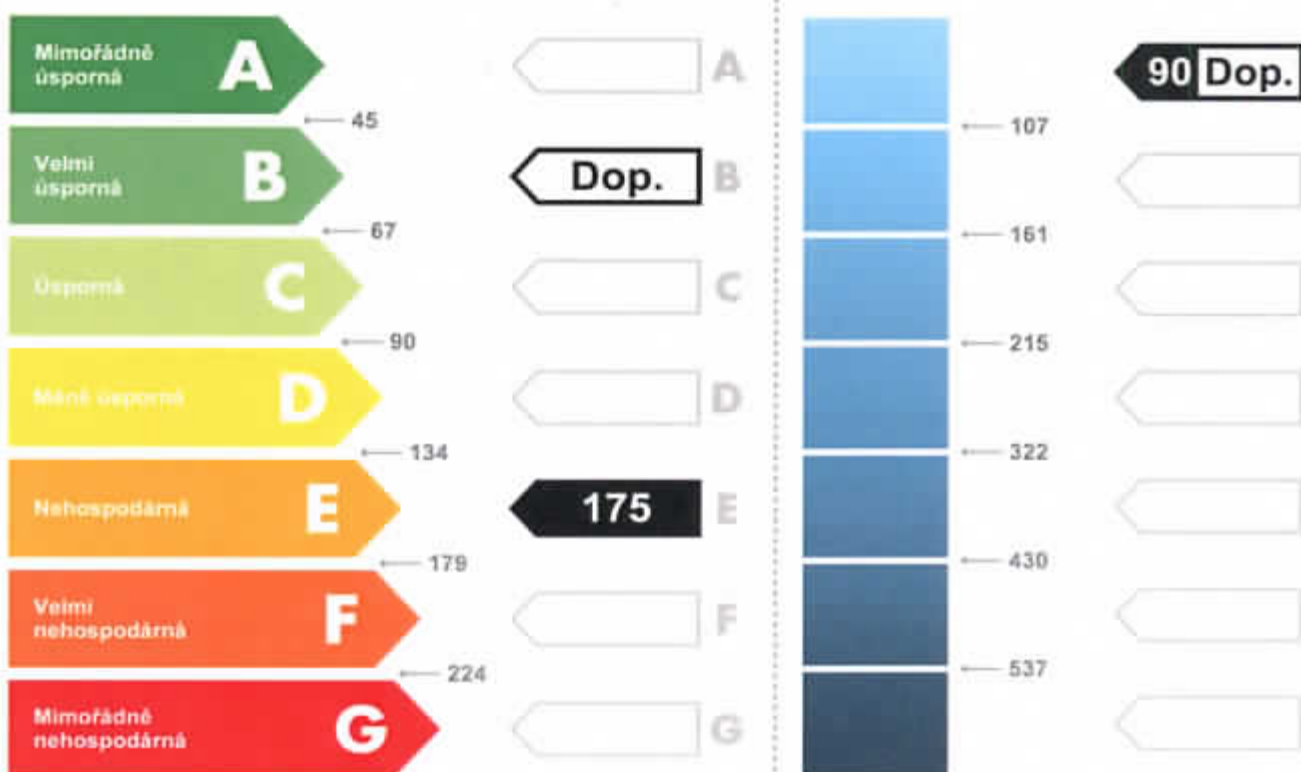 Mimořádně
úsporná
A
A
90 Dop.
45
107
Velmi
úsporná
B
Dop.
B
67
161
Úsporná
C
C
90
215
Méně úsporná
D
D
134
322
Nehospodárná
E
175
E
179
430
Velmi
nehospodárná
F
F
224
537
Mimořádně
nehospodárná
G
G